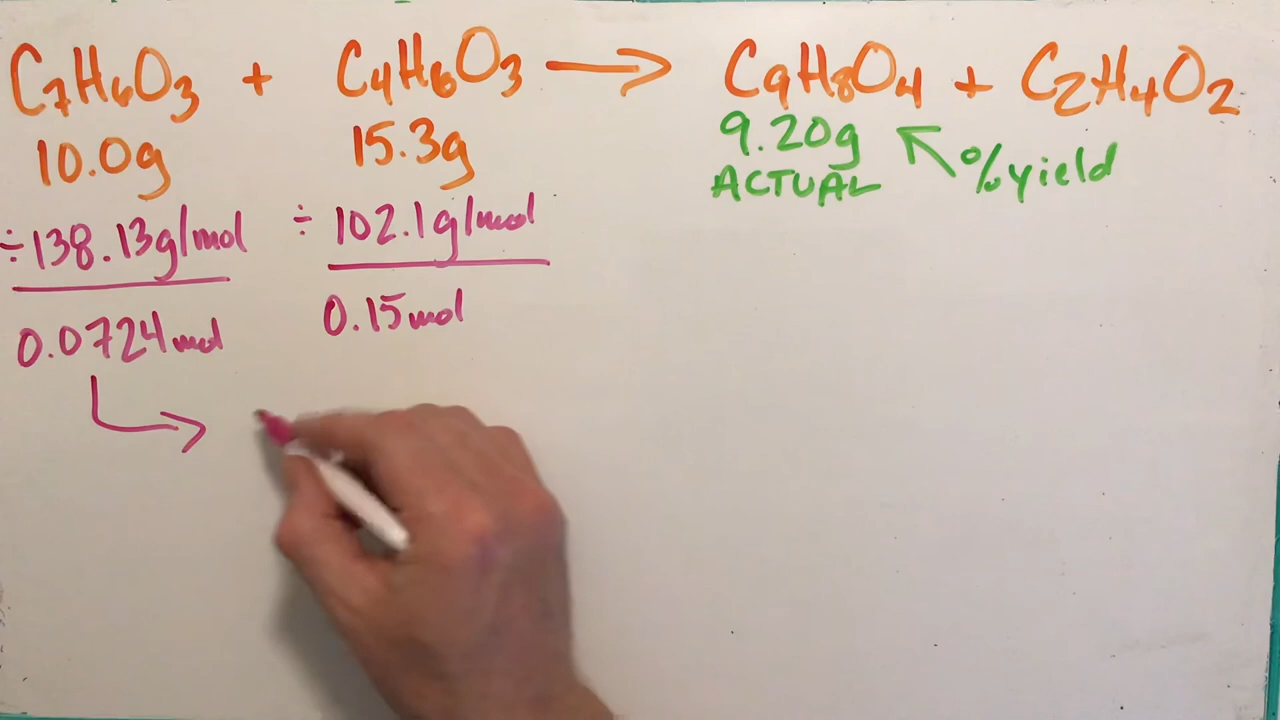 C₇H₆O₃ + C₄H₆O₃ → C₉H₈O₄ + C₂H₄O₂
10.0g 15.3g 9.20g ↖ % yield
ACTUAL
÷138.13g/mol ÷ 102.1g/mol
0.0724mol 0.15mol